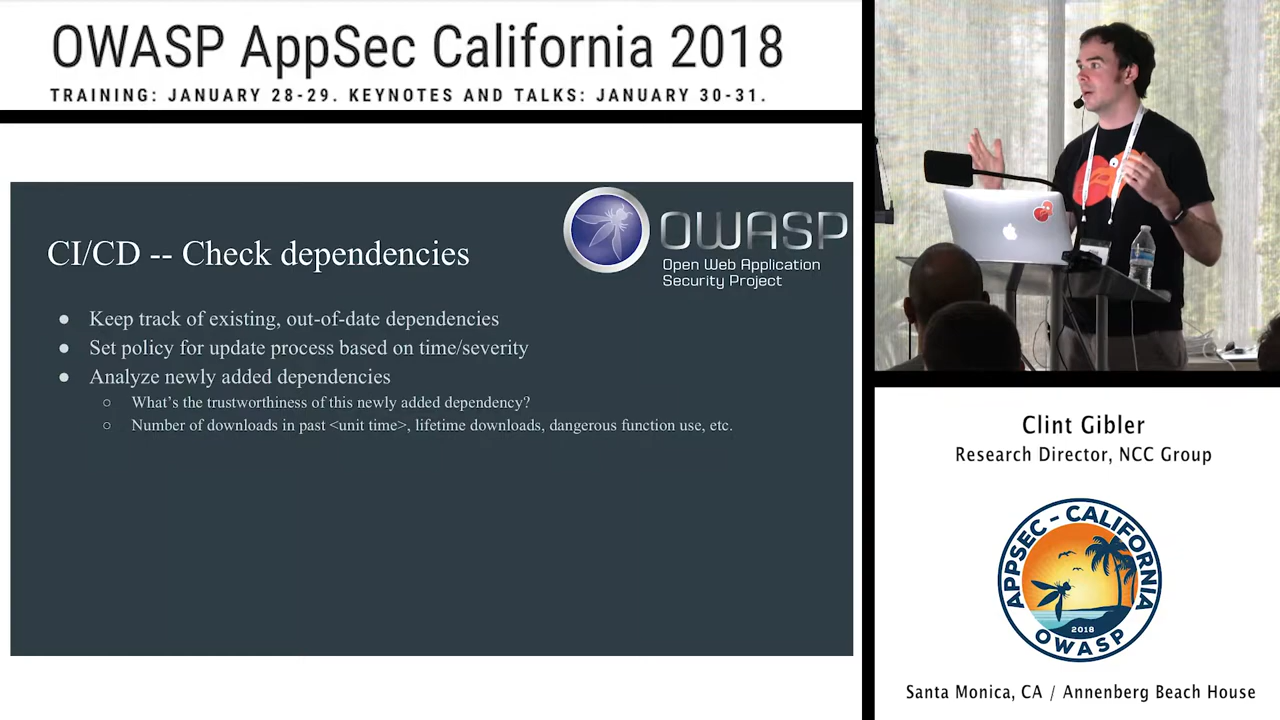 OWASP AppSec California 2018
TRAINING: JANUARY 28-29. KEYNOTES AND TALKS: JANUARY 30-31.
OWASP
Open Web Application
Security Project
CI/CD -- Check dependencies
● Keep track of existing, out-of-date dependencies
● Set policy for update process based on time/severity
● Analyze newly added dependencies
○ What's the trustworthiness of this newly added dependency?
○ Number of downloads in past <unit time>, lifetime downloads, dangerous function use, etc.
Clint Gibler
Research Director, NCC Group
APPSEC - CALIFORNIA
2018
OWASP
Santa Monica, CA / Annenberg Beach House